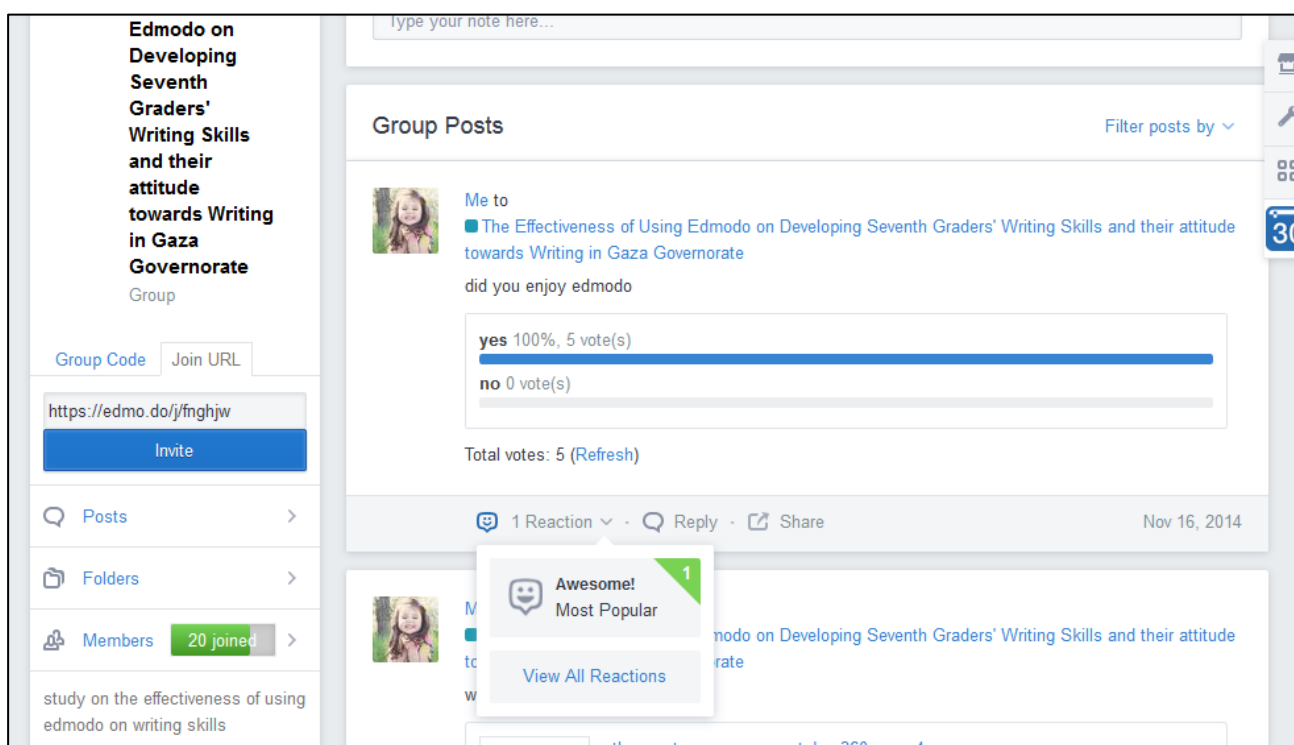 Edmodo on
Developing
Seventh
Graders'
Writing Skills
and their
attitude
towards Writing
in Gaza
Governorate
Group
Group Code Join URL
https://edmo.do/j/fnghjw
Invite
Posts
Folders
Members 20 joined
study on the effectiveness of using
edmodo on writing skills
Type your note here...
Group Posts
Filter posts by
Me to
The Effectiveness of Using Edmodo on Developing Seventh Graders' Writing Skills and their attitude
towards Writing in Gaza Governorate
did you enjoy edmodo
yes 100%, 5 vote(s)
no 0 vote(s)
Total votes: 5 (Refresh)
1 Reaction · Reply · Share
Nov 16, 2014
Awesome! 1
Most Popular
View All Reactions
modo on Developing Seventh Graders' Writing Skills and their attitude
rate
30